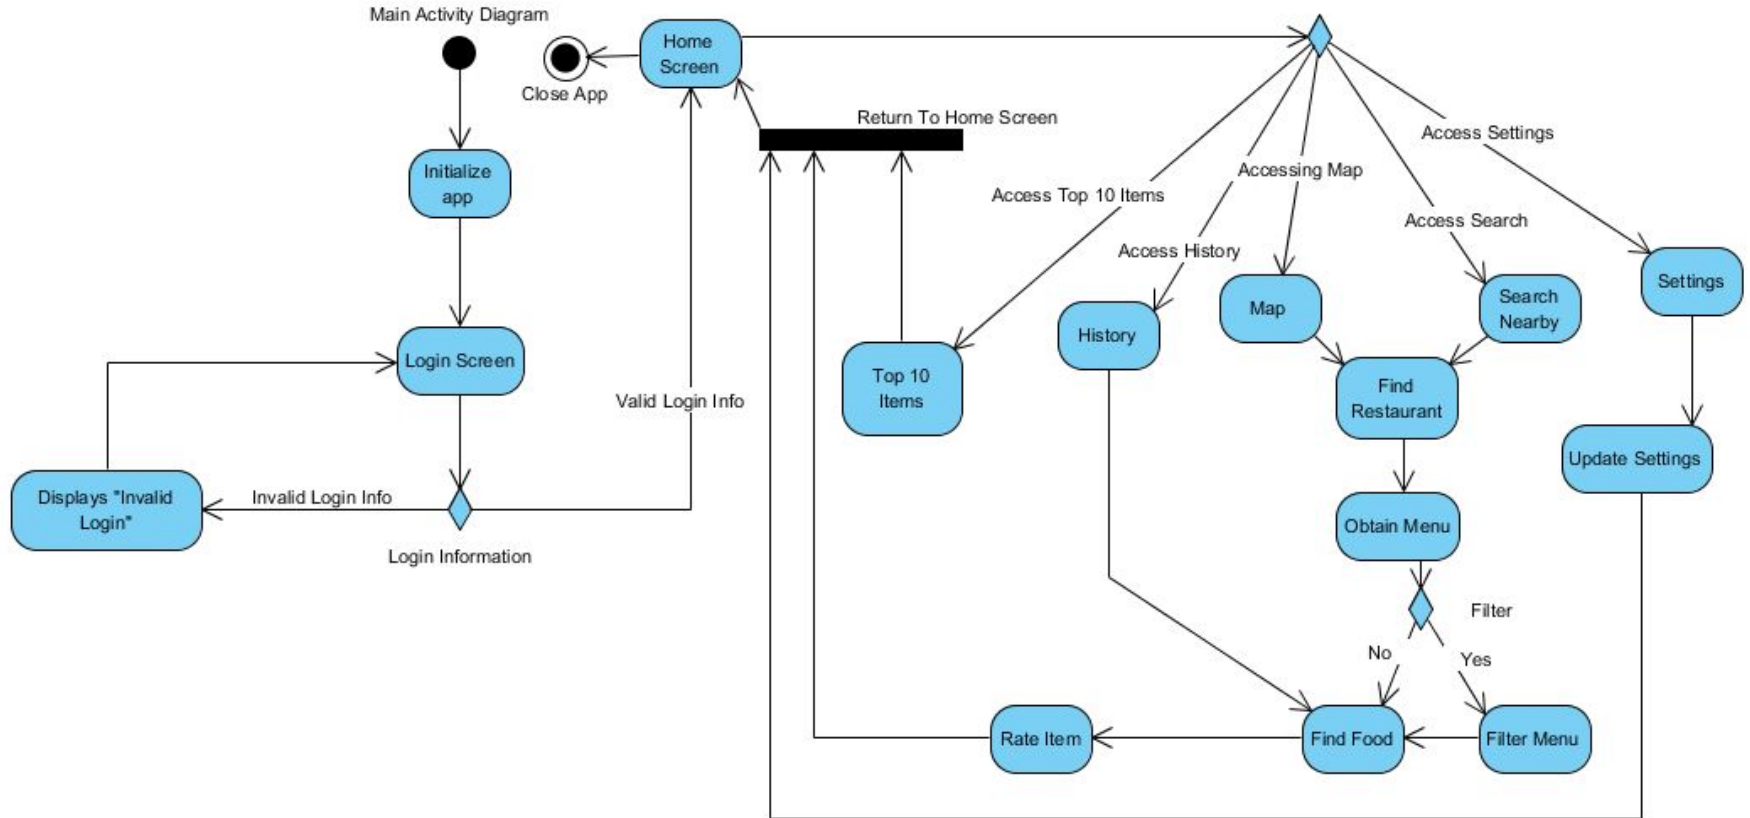 Main Activity Diagram
Home
Screen
Close App
Return To Home Screen
Access Settings
Initialize
app
Accessing Map
Access Top 10 Items
Access Search
Access History
Settings
Search
Nearby
Map
History
Login Screen
Top 10
Items
Find
Restaurant
Valid Login Info
Update Settings
Displays "Invalid
Login"
Invalid Login Info
Login Information
Obtain Menu
Filter
No
Yes
Rate Item
Find Food
Filter Menu